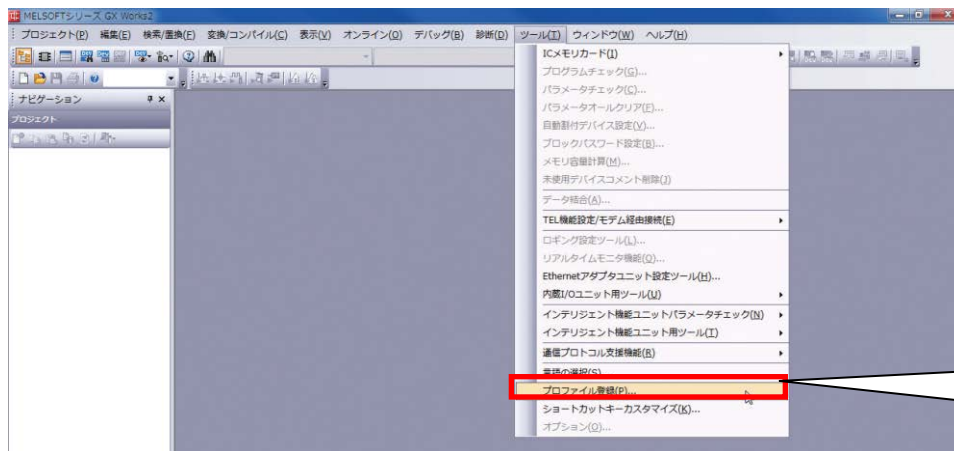 MELSOFTシリーズ GX Works2
プロジェクト(P) 編集(E) 検索/置換(F) 変換/コンパイル(C) 表示(V) オンライン(O) デバッグ(B) 診断(D) ツール(T) ウィンドウ(W) ヘルプ(H)
ナビゲーション
プロジェクト
ICメモリカード(I)
プログラムチェック(G)...
パラメータチェック(C)...
パラメータオールクリア(E)...
自動割付デバイス設定(V)...
ブロックパスワード設定(B)...
メモリ容量計算(M)...
未使用デバイスコメント削除(J)
データ結合(A)...
TEL機能設定/モデム経由接続(E)
ロギング設定ツール(L)...
リアルタイムモニタ機能(Q)...
Ethernetアダプタユニット設定ツール(H)...
内蔵I/Oユニット用ツール(U)
インテリジェント機能ユニットパラメータチェック(N)
インテリジェント機能ユニット用ツール(T)
通信プロトコル支援機能(R)
言語の選択(S)...
プロファイル登録(P)...
ショートカットキーカスタマイズ(K)...
オプション(O)...